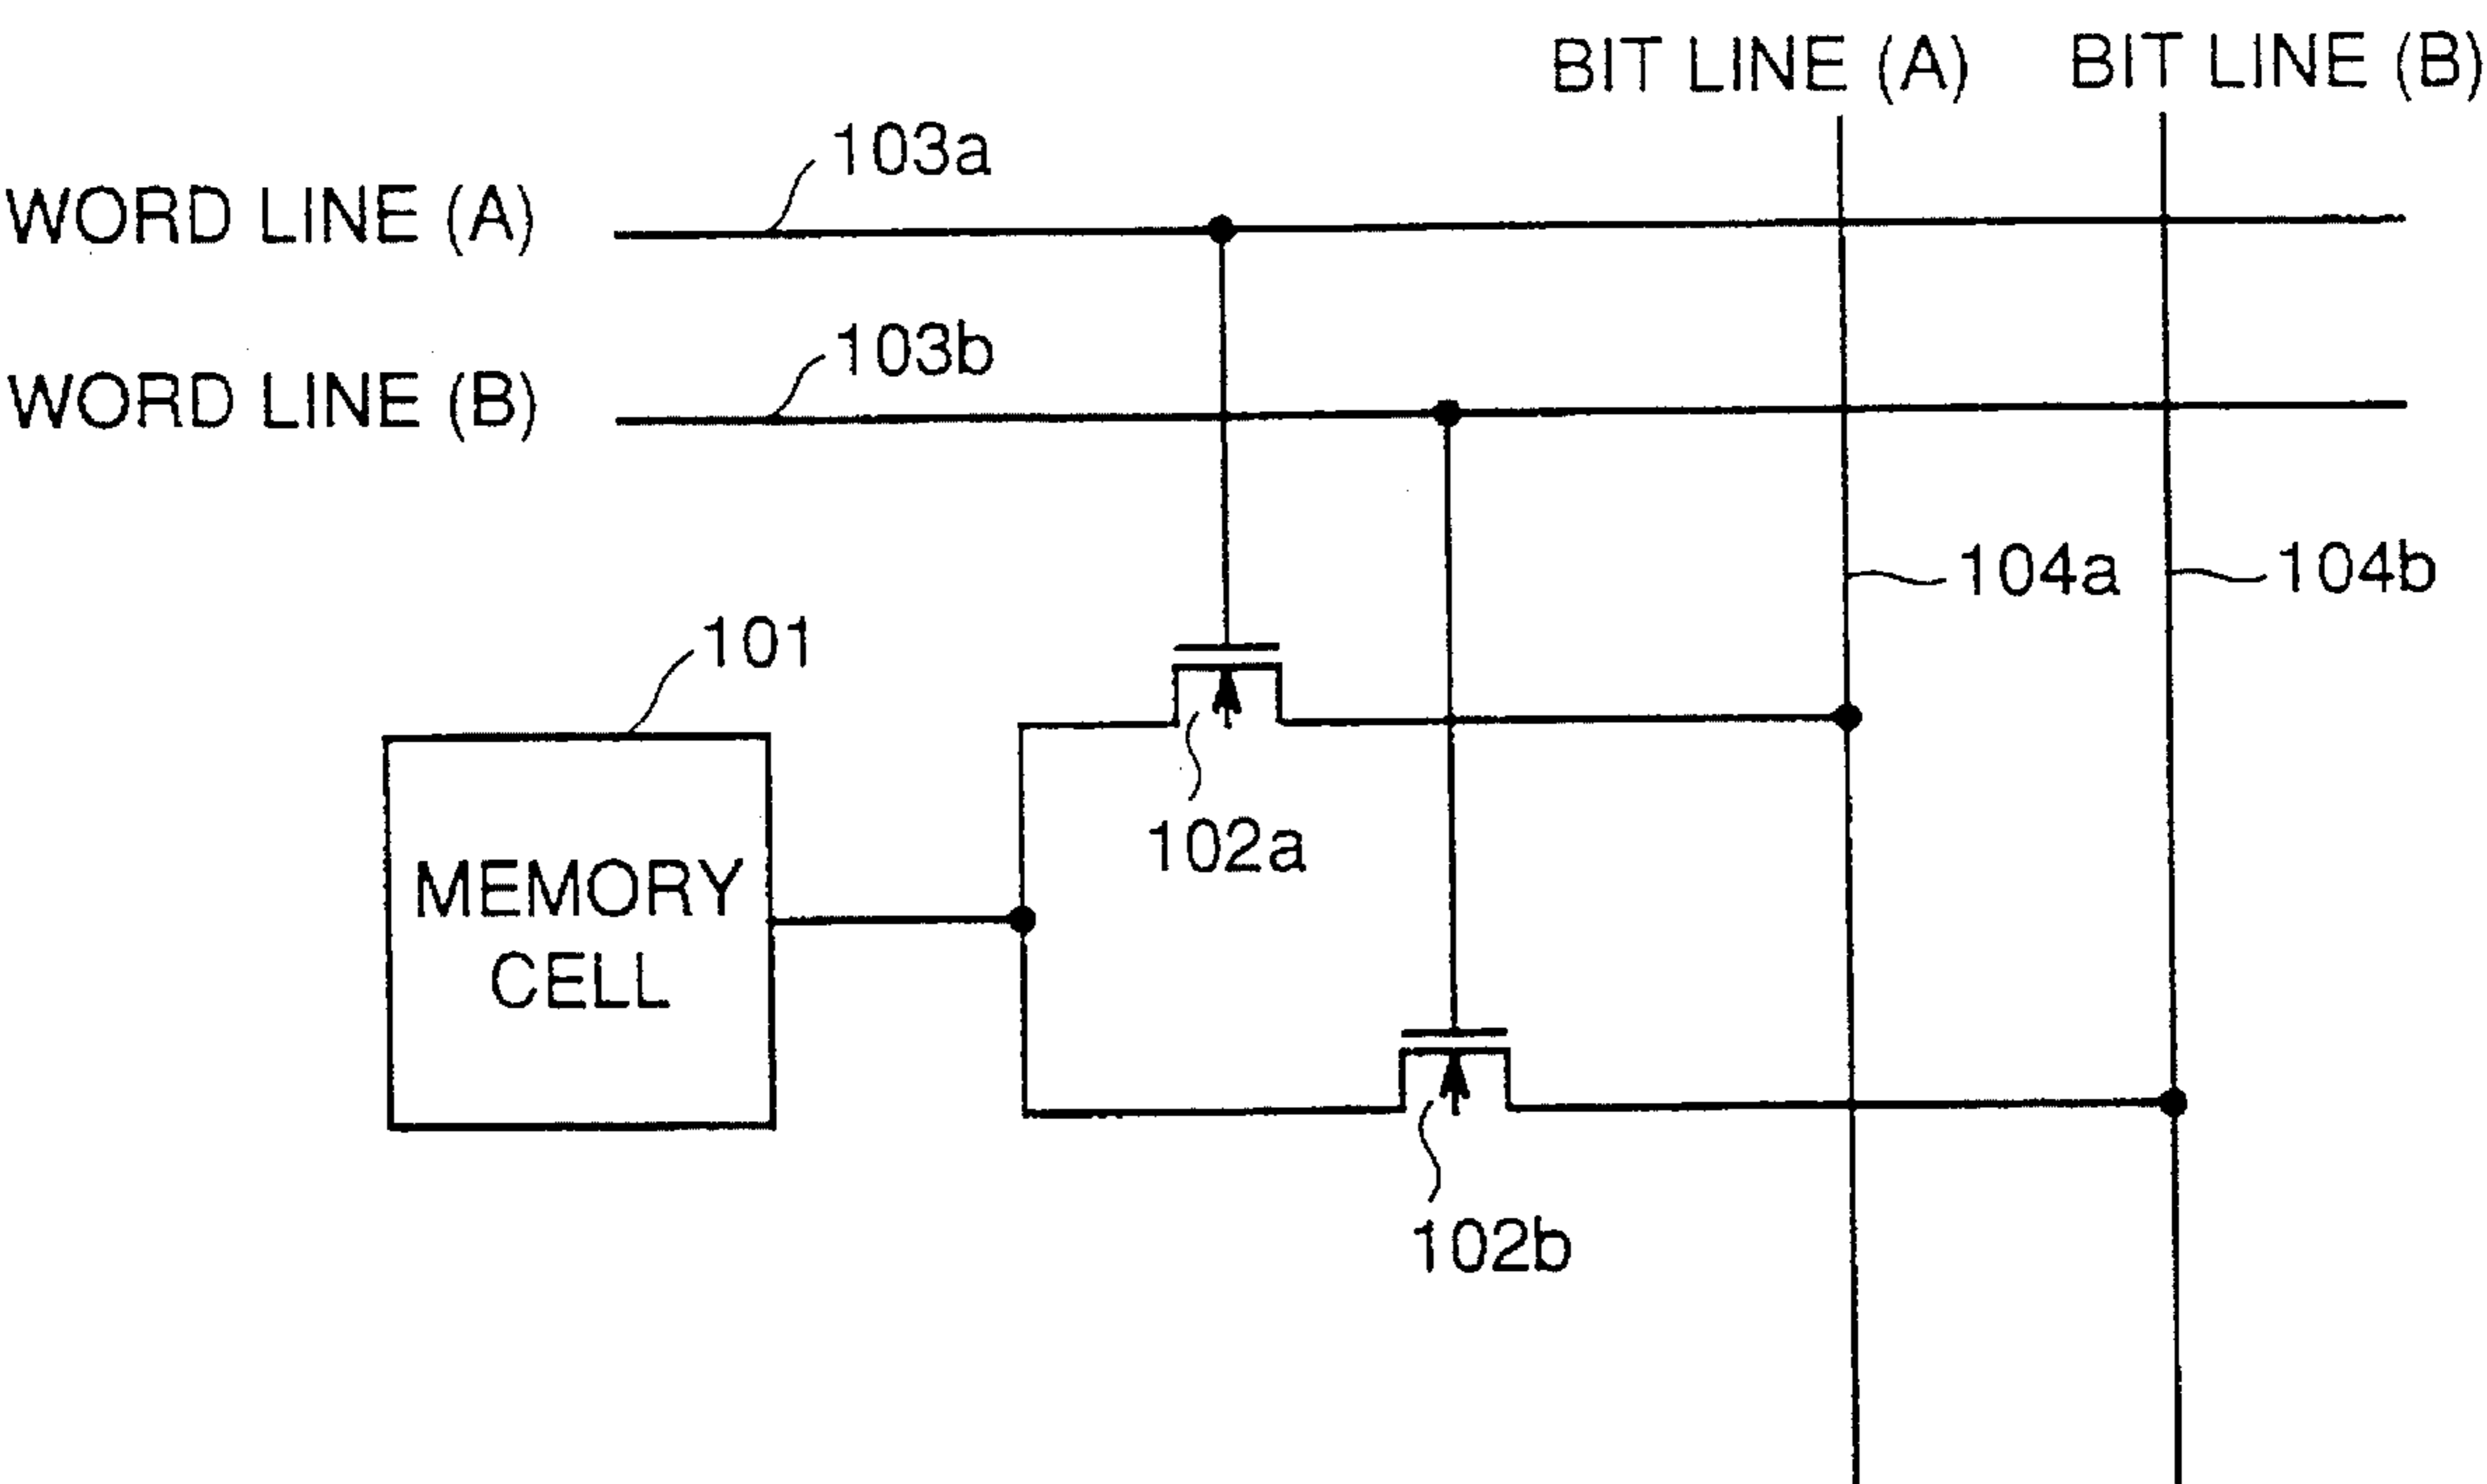 BIT LINE (A)
BIT LINE (B)
103a
WORD LINE (A)
103b
WORD LINE (B)
104a
104b
101
102a
MEMORY
CELL
102b